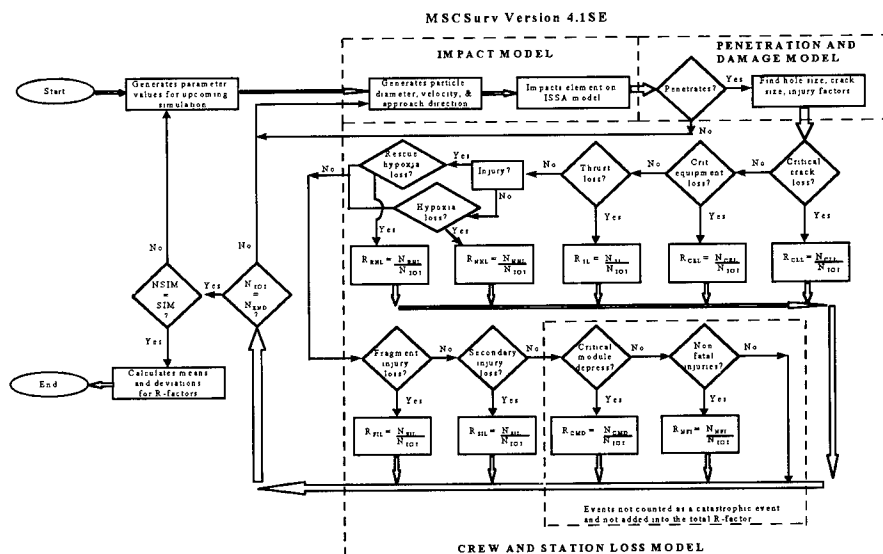 MSCSurv Version 4.1SE
IMPACT MODEL
PENETRATION AND
DAMAGE MODEL
Start
Generates parameter
values for upcoming
simulation
Generates particle
diameter, velocity, &
approach direction
Impacts element on
ISSA model
Penetrates?
Yes
Find hole size, crack
size, injury factors
No
Rescue
hypoxia
loss?
Yes
Injury?
No
Hypoxia
loss?
No
Thrust
loss?
No
Crit
equipment
loss?
No
Critical
crack loss?
Yes
Yes
Yes
Yes
Yes
No
No
NSIM
=
SIM
?
Yes
?
Yes
Calculates means
and deviations
for R-factors
End
Fragment
injury
loss?
No
Secondary
injury loss?
No
Critical
module
depress?
No
Non
fatal
injuries?
No
Yes
Yes
Yes
Yes
Events not counted as a catastrophic event
and not added into the total R-factor
CREW AND STATION LOSS MODEL